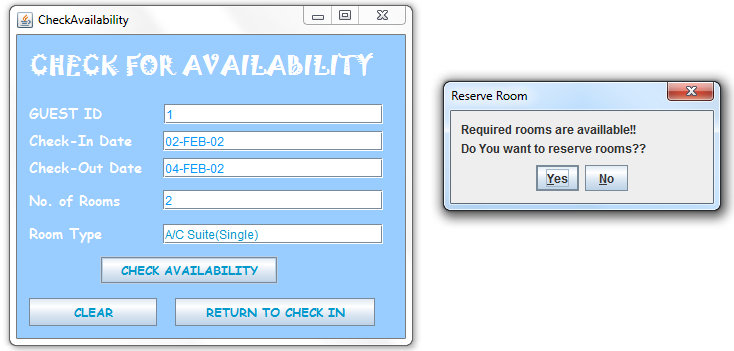 CheckAvailability
CHECK FOR AVAILABILITY
GUEST ID 1
Check-In Date 02-FEB-02
Check-Out Date 04-FEB-02
No. of Rooms 2
Room Type A/C Suite(Single)
CHECK AVAILABILITY
CLEAR RETURN TO CHECK IN
Reserve Room
Required rooms are availlable!!
Do You want to reserve rooms??
Yes No